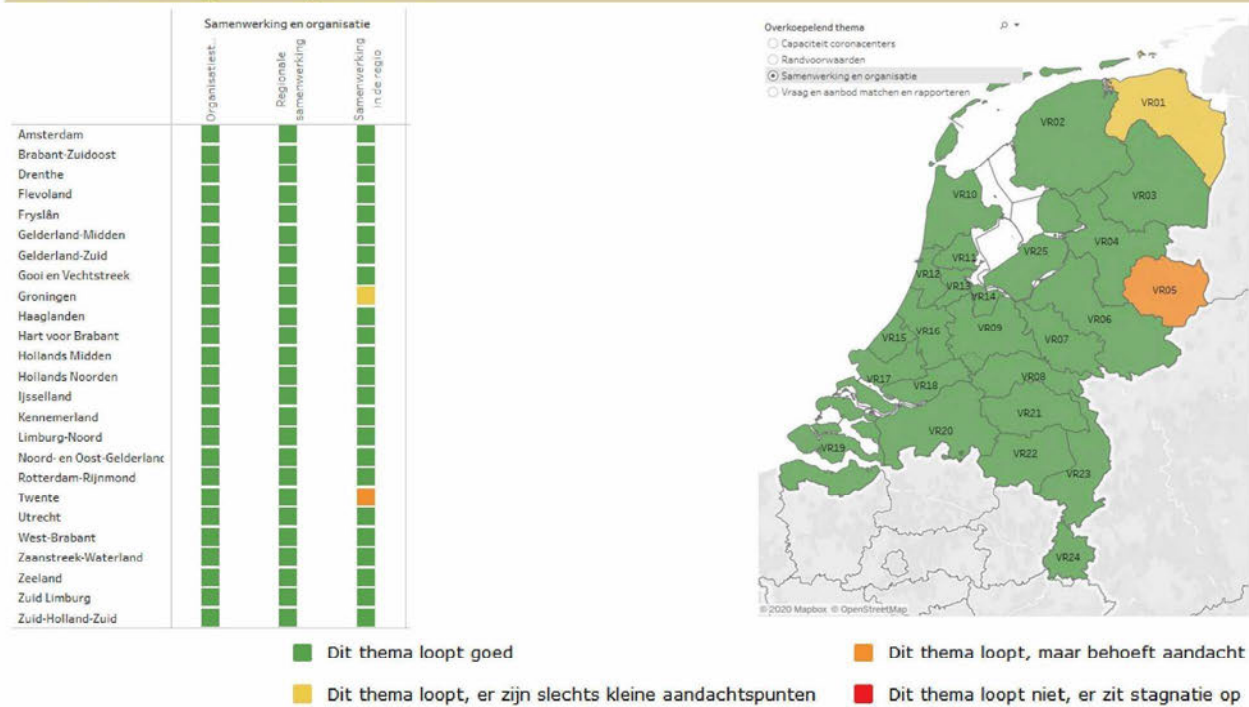 Samenwerking en organisatie
Organisatiest..
Regionale
samenwerking
Samenwerking
in de regio
Amsterdam
Brabant-Zuidoost
Drenthe
Flevoland
Fryslân
Gelderland-Midden
Gelderland-Zuid
Gooi en Vechtstreek
Groningen
Haaglanden
Hart voor Brabant
Hollands Midden
Hollands Noorden
Ijsselland
Kennemerland
Limburg-Noord
Noord- en Oost-Gelderland
Rotterdam-Rijnmond
Twente
Utrecht
West-Brabant
Zaanstreek-Waterland
Zeeland
Zuid Limburg
Zuid-Holland-Zuid
Overkoepelend thema
Capaciteit coronacenters
Randvoorwaarden
Samenwerking en organisatie
Vraag en aanbod matchen en rapporteren
VR01
VR02
VR03
VR10
VR04
VR25
VR11
VR12
VR13
VR14
VR05
VR06
VR16
VR09
VR15
VR07
VR17
VR18
VR08
VR21
VR20
VR19
VR22
VR23
VR24
© 2020 Mapbox © OpenStreetMap
Dit thema loopt goed
Dit thema loopt, maar behoeft aandacht
Dit thema loopt, er zijn slechts kleine aandachtspunten
Dit thema loopt niet, er zit stagnatie op